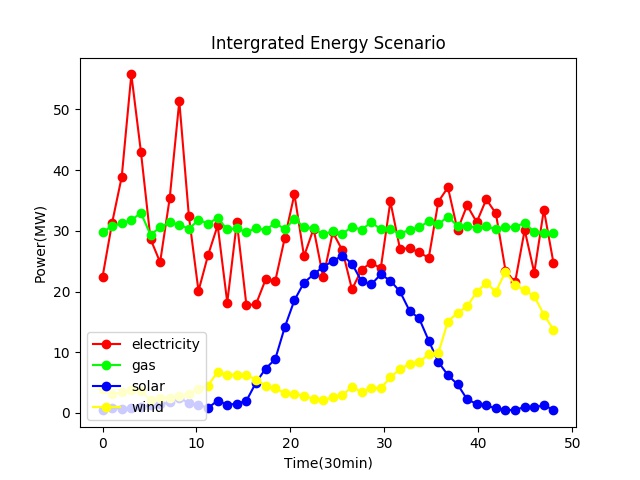 Intergrated Energy Scenario
Power(MW)
50
40
30
20
10
0
electricity
gas
solar
wind
0 10 20 30 40 50
Time(30min)